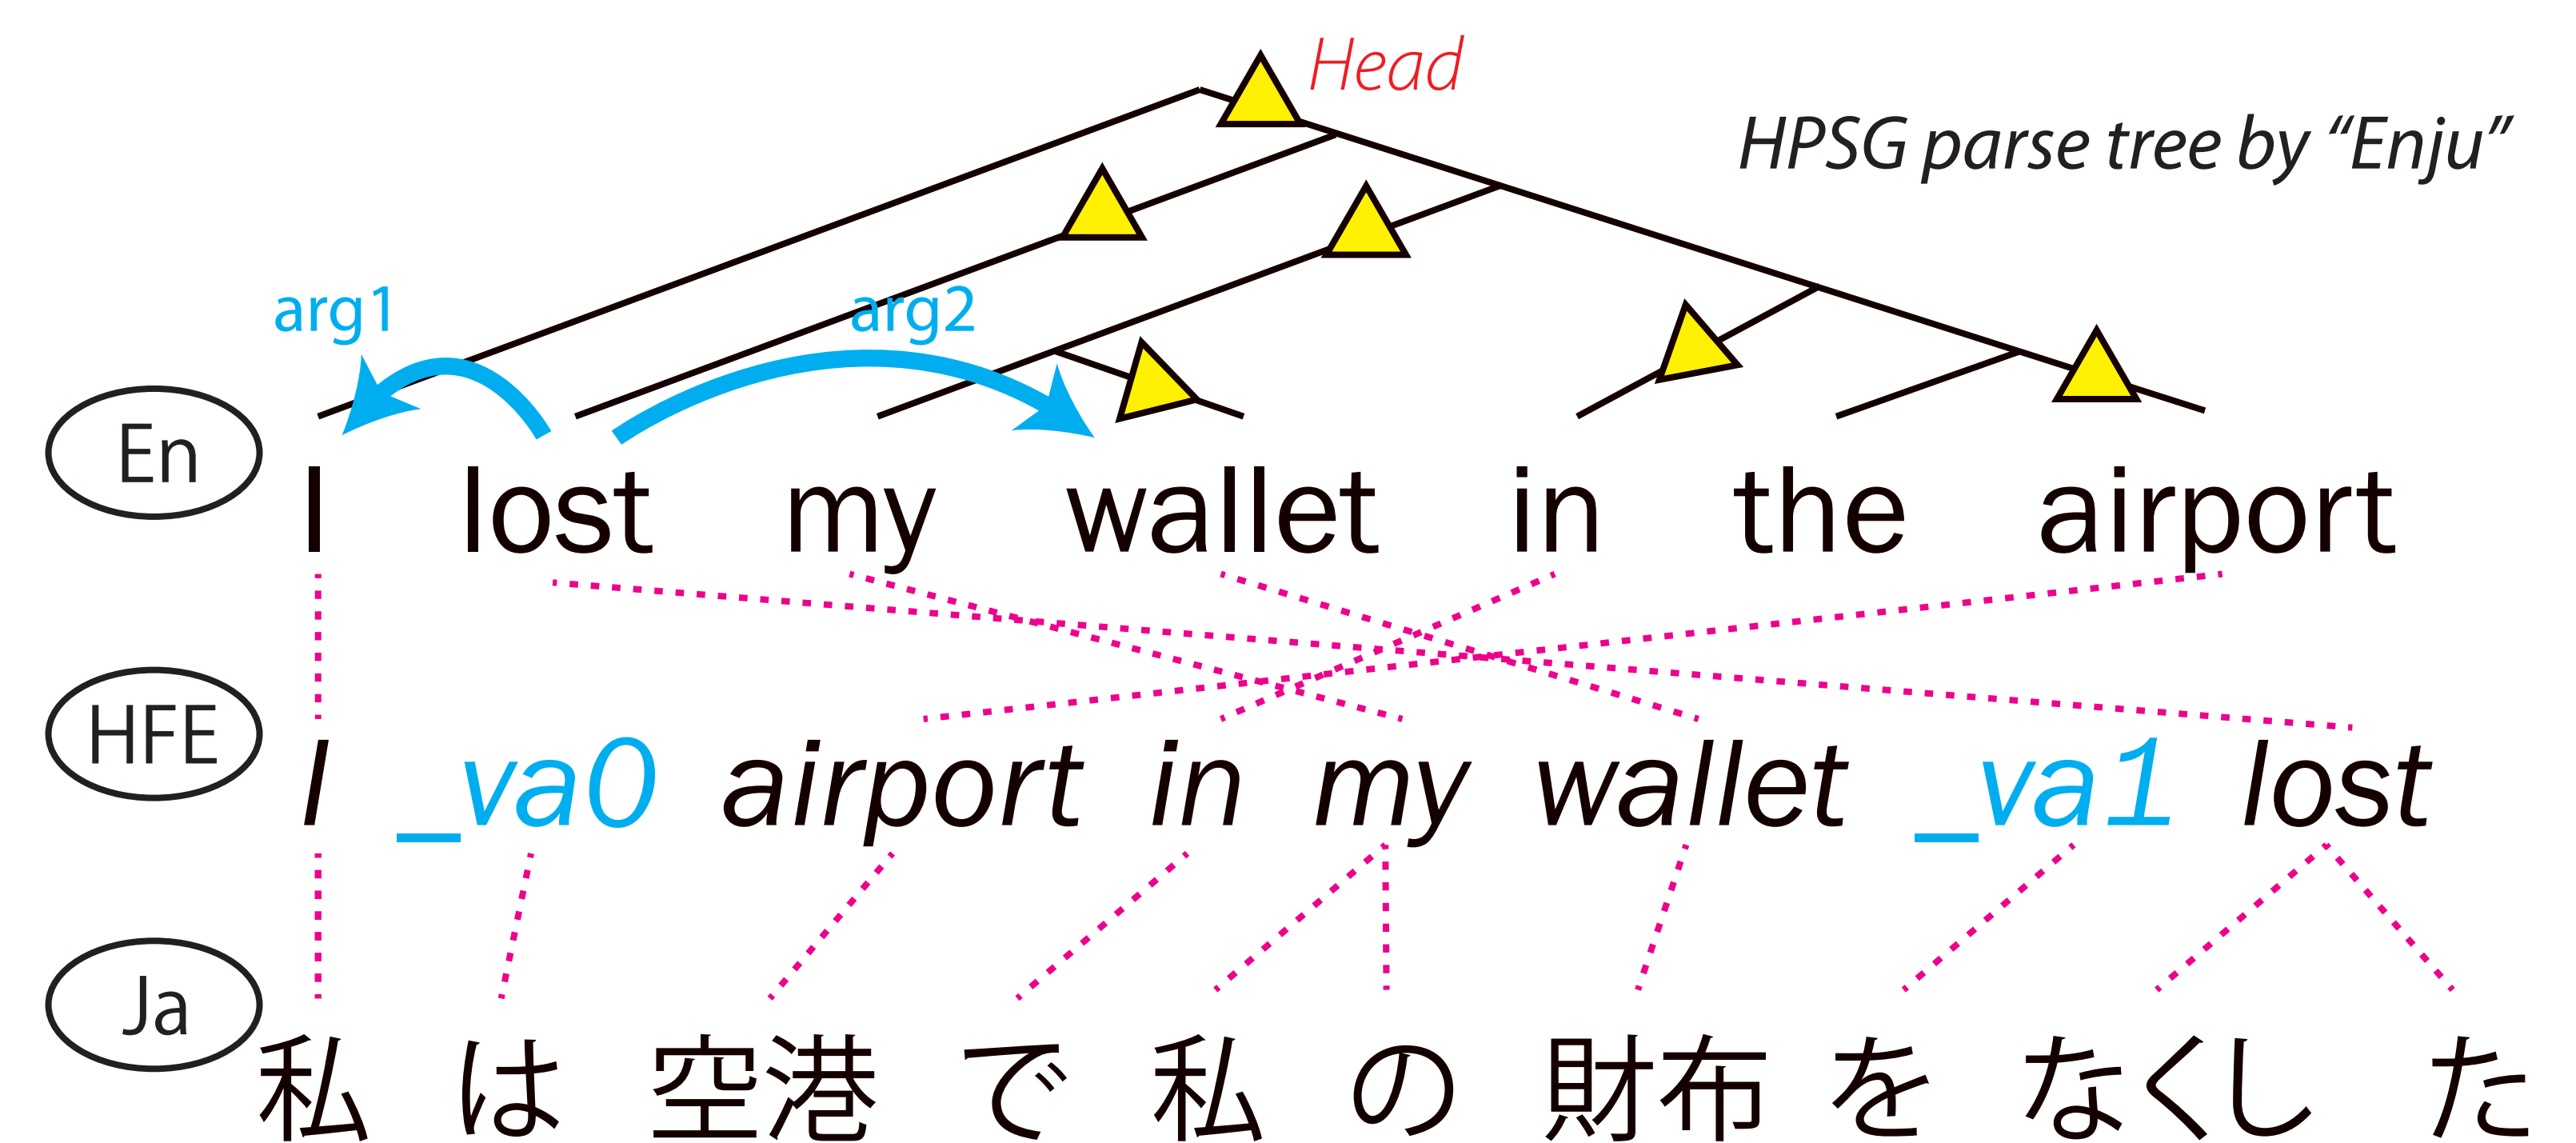 Head
HPSG parse tree by “Enju”
arg1 arg2
En I lost my wallet in the airport
HFE I _va0 airport in my wallet _va1 lost
Ja 私 は 空港 で 私 の 財布 を なくし た